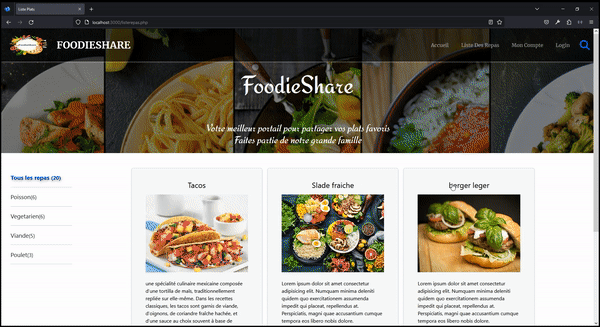 Liste Plats
localhost:3000/listerepas.php
FOODIESHARE
Accueil Liste Des Repas Mon Compte Login
FoodieShare
Votre meilleur portail pour partager vos plats favoris
Faites partie de notre grande famille
Tous les repas (20)
Poisson(6)
Vegetarien(6)
Viande(5)
Poulet(3)
Tacos
une spécialité culinaire mexicaine composée
d'une tortilla de maïs, traditionnellement
repliée sur elle-même. Dans les recettes
classiques, les tacos sont garnis de viande,
d'oignons, de coriandre fraîche hachée, et
d'une sauce au choix souvent à base de
Slade fraiche
Lorem ipsum dolor sit amet consectetur
adipisicing elit. Numquam minima deleniti
quidem quo exercitationem assumenda
impedit ut placeat, repellendus at.
Perspiciatis, magni quos accusantium cumque
tempora eos libero nobis dolore.
berger leger
Lorem ipsum dolor sit amet consectetur
adipisicing elit. Numquam minima deleniti
quidem quo exercitationem assumenda
impedit ut placeat, repellendus at.
Perspiciatis, magni quos accusantium cumque
tempora eos libero nobis dolore.